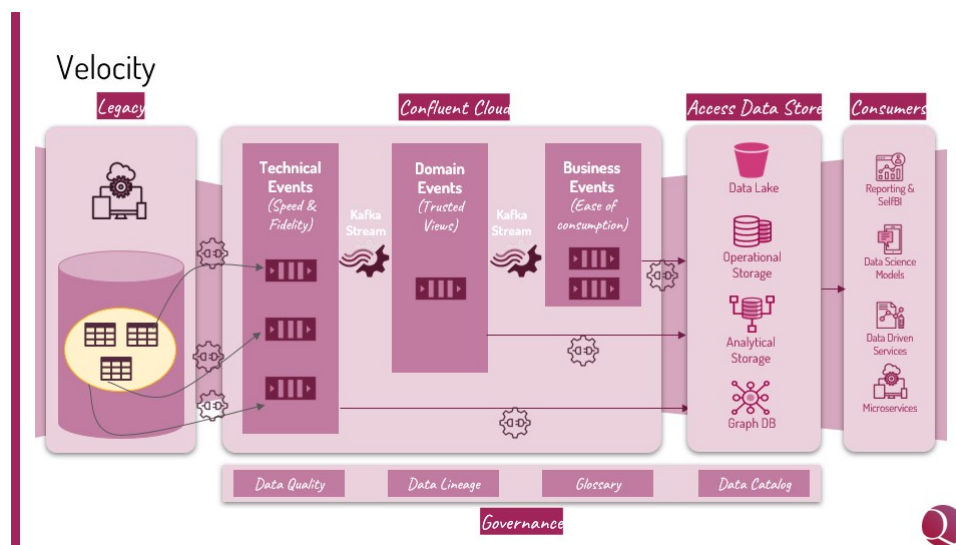 Velocity
Legacy
Confluent Cloud
Access Data Store
Consumers
Technical
Events
(Speed &
Fidelity)
Kafka
Stream
Domain
Events
(Trusted
Views)
Kafka
Stream
Business
Events
(Ease of
consumption)
Data Lake
Operational
Storage
Analytical
Storage
Graph DB
Reporting &
SelfBI
Data Science
Models
Data Driven
Services
Microservices
Data Quality
Data Lineage
Glossary
Data Catalog
Governance
Q